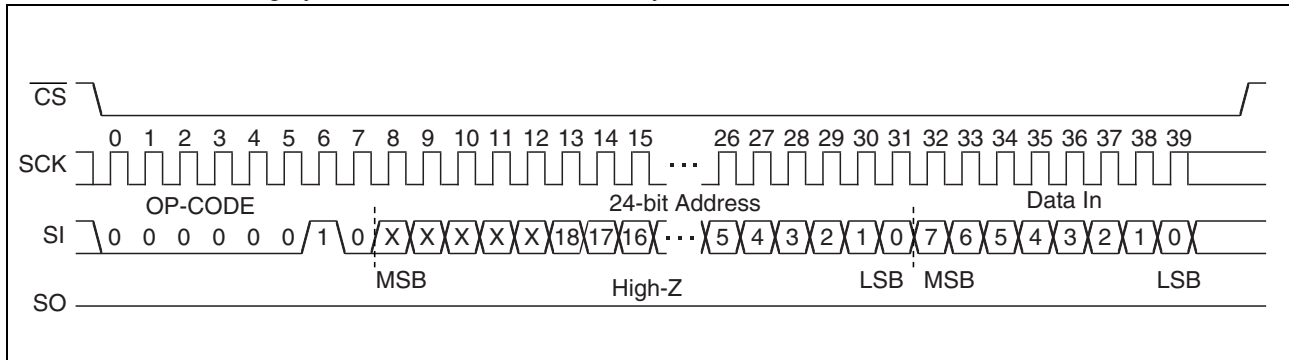 CS
0 1 2 3 4 5 6 7 8 9 10 11 12 13 14 15 26 27 28 29 30 31 32 33 34 35 36 37 38 39
SCK ···
OP-CODE 24-bit Address Data In
SI 0 0 0 0 0 0 1 0 X X X X X 18 17 16 ··· 5 4 3 2 1 0 7 6 5 4 3 2 1 0
MSB High-Z LSB MSB LSB
SO